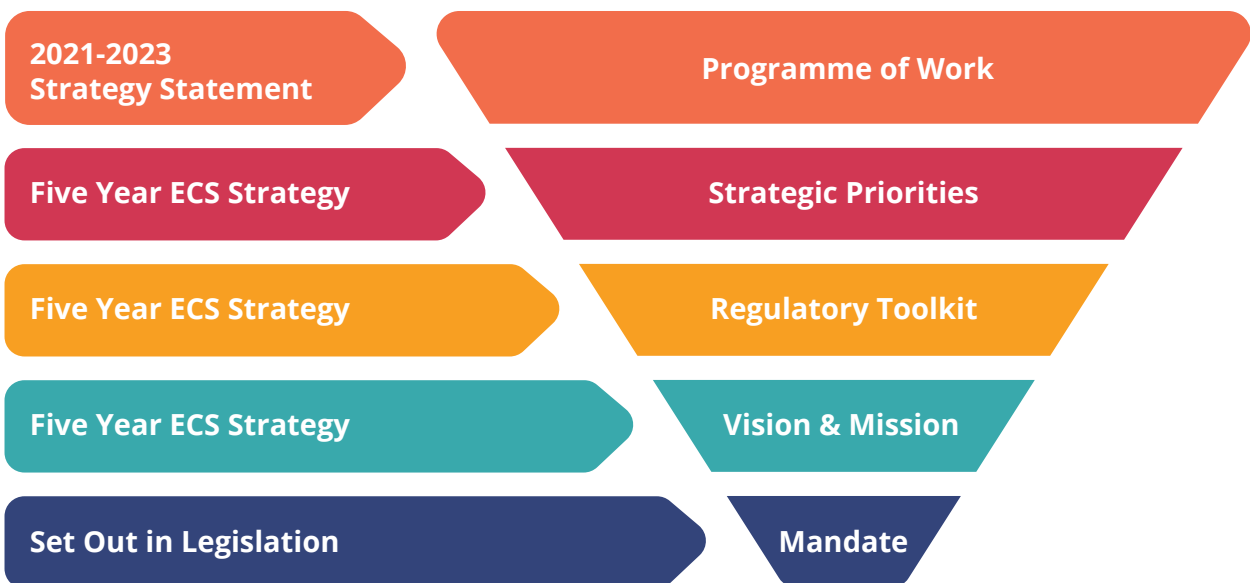 2021-2023
Strategy Statement
Programme of Work
Five Year ECS Strategy
Strategic Priorities
Five Year ECS Strategy
Regulatory Toolkit
Five Year ECS Strategy
Vision & Mission
Set Out in Legislation
Mandate